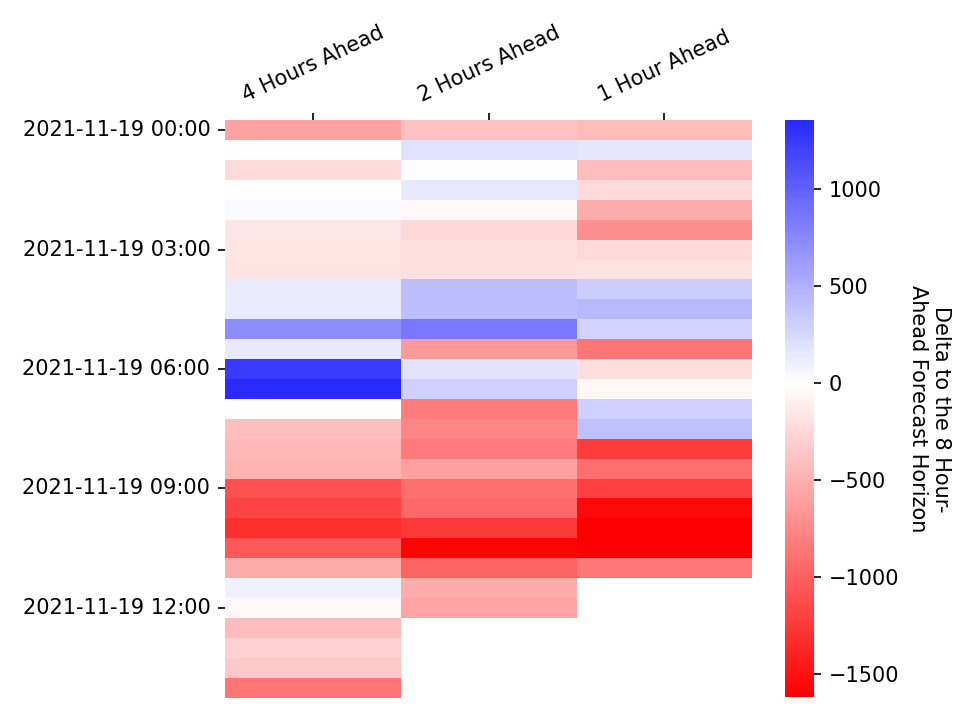 4 Hours Ahead
2 Hours Ahead
1 Hour Ahead
2021-11-19 00:00
2021-11-19 03:00
2021-11-19 06:00
2021-11-19 09:00
2021-11-19 12:00
1000
500
0
−500
−1000
−1500
Delta to the 8 Hour-
Ahead Forecast Horizon